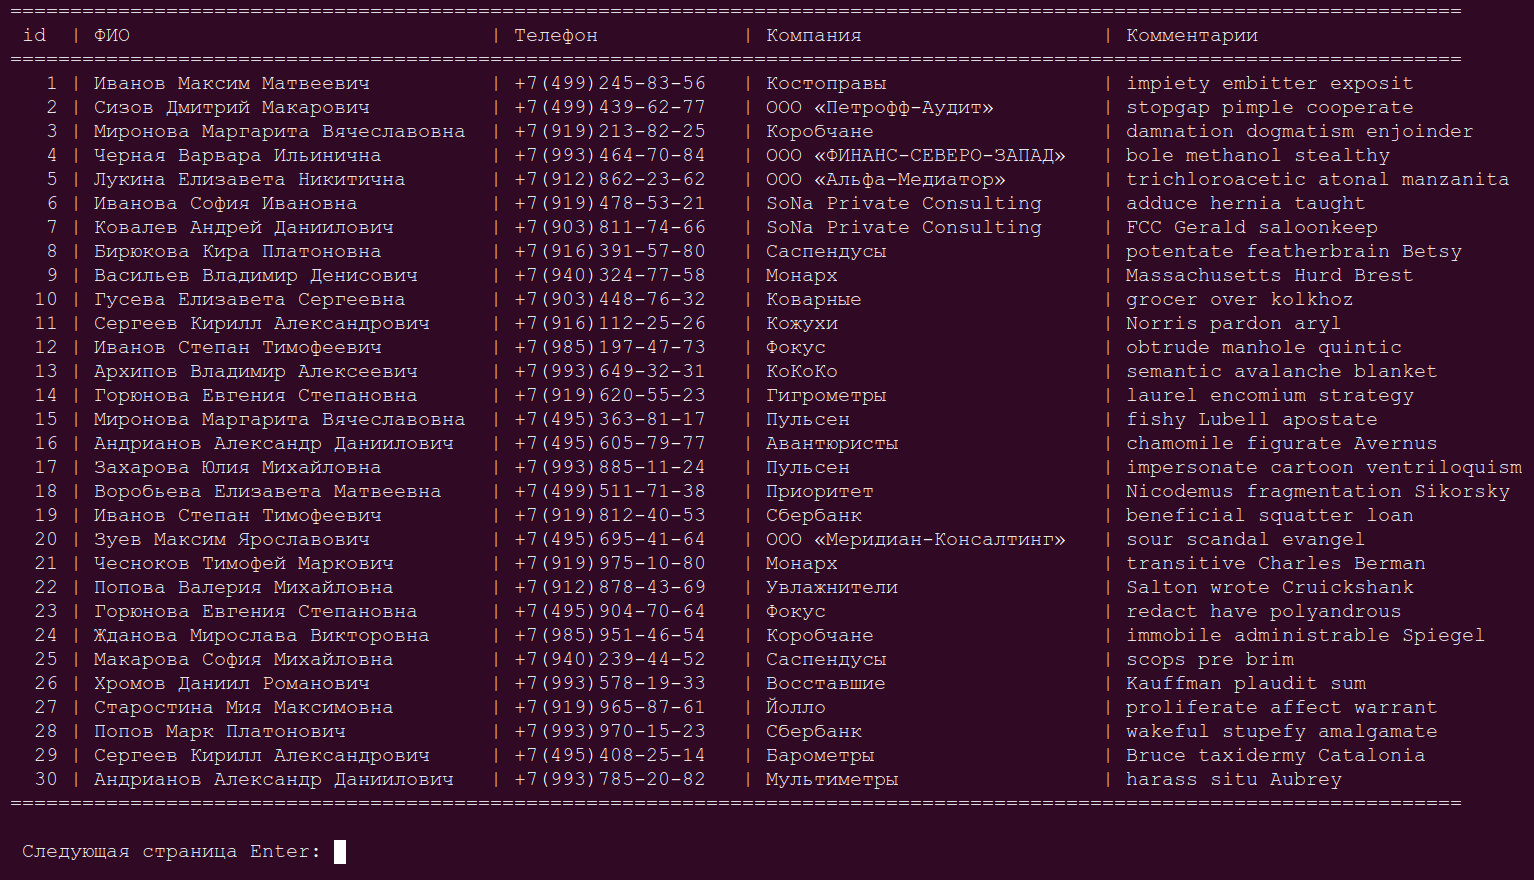 id | ФИО | Телефон | Компания | Комментарии
1 | Иванов Максим Матвеевич | +7(499)245-83-56 | Костоправы | impiety embitter exposit
2 | Сизов Дмитрий Макарович | +7(499)439-62-77 | ООО «Петрофф-Аудит» | stopgap pimple cooperate
3 | Миронова Маргарита Вячеславовна | +7(919)213-82-25 | Коробчане | damnation dogmatism enjoinder
4 | Черная Варвара Ильинична | +7(993)464-70-84 | ООО «ФИНАНС-СЕВЕРО-ЗАПАД» | bole methanol stealthy
5 | Лукина Елизавета Никитична | +7(912)862-23-62 | ООО «Альфа-Медиатор» | trichloroacetic atonal manzanita
6 | Иванова София Ивановна | +7(919)478-53-21 | SoNa Private Consulting | adduce hernia taught
7 | Ковалев Андрей Даниилович | +7(903)811-74-66 | SoNa Private Consulting | FCC Gerald saloonkeep
8 | Бирюкова Кира Платоновна | +7(916)391-57-80 | Саспендусы | potentate featherbrain Betsy
9 | Васильев Владимир Денисович | +7(940)324-77-58 | Монарх | Massachusetts Hurd Brest
10 | Гусева Елизавета Сергеевна | +7(903)448-76-32 | Коварные | grocer over kolkhoz
11 | Сергеев Кирилл Александрович | +7(916)112-25-26 | Кожухи | Norris pardon aryl
12 | Иванов Степан Тимофеевич | +7(985)197-47-73 | Фокус | obtrude manhole quintic
13 | Архипов Владимир Алексеевич | +7(993)649-32-31 | КоКоКо | semantic avalanche blanket
14 | Горюнова Евгения Степановна | +7(919)620-55-23 | Гигрометры | laurel encomium strategy
15 | Миронова Маргарита Вячеславовна | +7(495)363-81-17 | Пульсен | fishy Lubell apostate
16 | Андрианов Александр Даниилович | +7(495)605-79-77 | Авантюристы | chamomile figurate Avernus
17 | Захарова Юлия Михайловна | +7(993)885-11-24 | Пульсен | impersonate cartoon ventriloquism
18 | Воробьева Елизавета Матвеевна | +7(499)511-71-38 | Приоритет | Nicodemus fragmentation Sikorsky
19 | Иванов Степан Тимофеевич | +7(919)812-40-53 | Сбербанк | beneficial squatter loan
20 | Зуев Максим Ярославович | +7(495)695-41-64 | ООО «Меридиан-Консалтинг» | sour scandal evangel
21 | Чесноков Тимофей Маркович | +7(919)975-10-80 | Монарх | transitive Charles Berman
22 | Попова Валерия Михайловна | +7(912)878-43-69 | Увлажнители | Salton wrote Cruickshank
23 | Горюнова Евгения Степановна | +7(495)904-70-64 | Фокус | redact have polyandrous
24 | Жданова Мирослава Викторовна | +7(985)951-46-54 | Коробчане | immobile administrable Spiegel
25 | Макарова София Михайловна | +7(940)239-44-52 | Саспендусы | scops pre brim
26 | Хромов Даниил Романович | +7(993)578-19-33 | Восставшие | Kauffman plaudit sum
27 | Старостина Мия Максимовна | +7(919)965-87-61 | Йолло | proliferate affect warrant
28 | Попов Марк Платонович | +7(993)970-15-23 | Сбербанк | wakeful stupefy amalgamate
29 | Сергеев Кирилл Александрович | +7(495)408-25-14 | Барометры | Bruce taxidermy Catalonia
30 | Андрианов Александр Даниилович | +7(993)785-20-82 | Мультиметры | harass situ Aubrey
Следующая страница Enter: